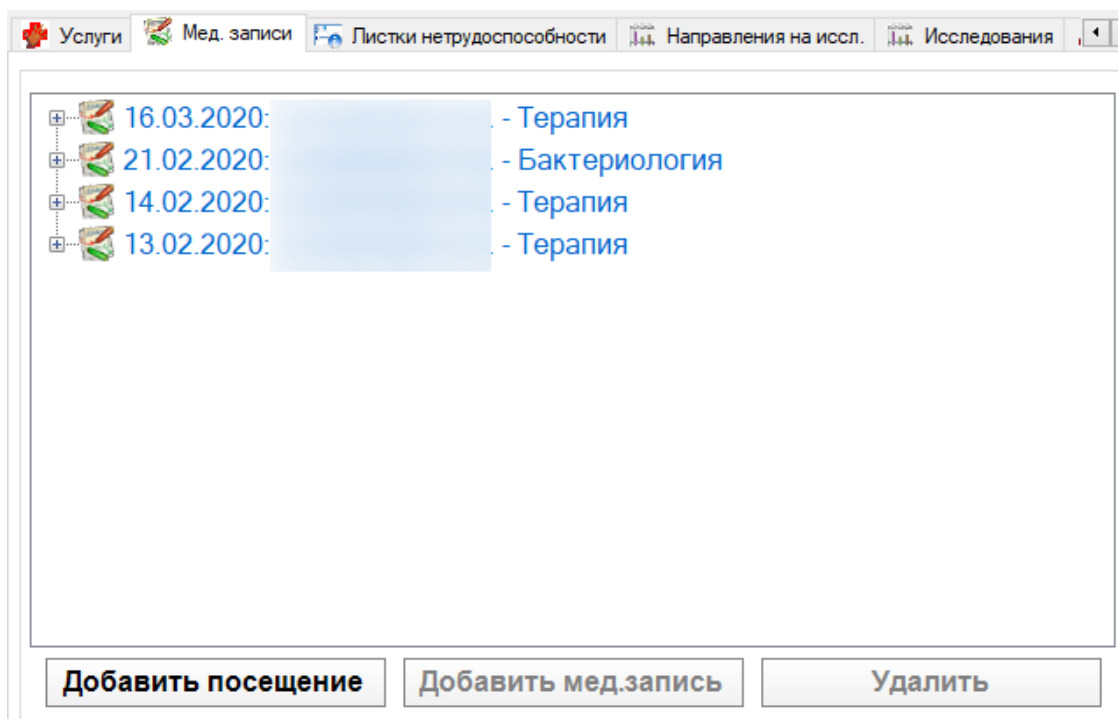 Услуги Мед. записи Листки нетрудоспособности Направления на иссл. Исследования
16.03.2020: . - Терапия
21.02.2020: . - Бактериология
14.02.2020: . - Терапия
13.02.2020: . - Терапия
Добавить посещение Добавить мед.запись Удалить